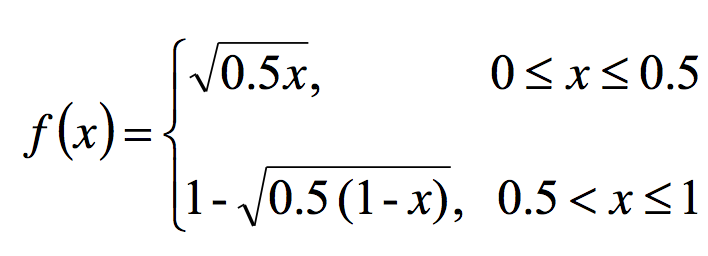 √0.5x, 0 ≤ x ≤ 0.5
f(x)=
1-√0.5(1-x), 0.5 < x ≤ 1